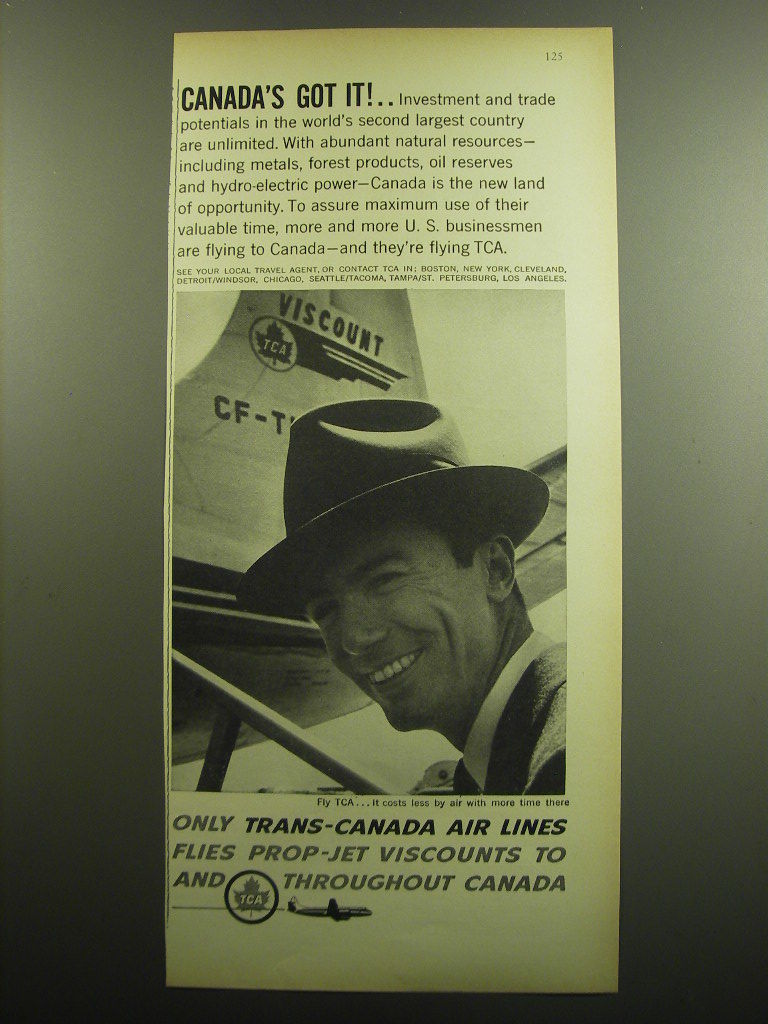 125
CANADA'S GOT IT!.. Investment and trade
potentials in the world's second largest country
are unlimited. With abundant natural resources—
including metals, forest products, oil reserves
and hydro-electric power—Canada is the new land
of opportunity. To assure maximum use of their
valuable time, more and more U. S. businessmen
are flying to Canada—and they're flying TCA.
SEE YOUR LOCAL TRAVEL AGENT, OR CONTACT TCA IN: BOSTON, NEW YORK, CLEVELAND,
DETROIT/WINDSOR, CHICAGO, SEATTLE/TACOMA, TAMPA/ST. PETERSBURG, LOS ANGELES.
VISCOUNT
TCA
CF-T
Fly TCA...It costs less by air with more time there
ONLY TRANS-CANADA AIR LINES
FLIES PROP-JET VISCOUNTS TO
AND TCA THROUGHOUT CANADA